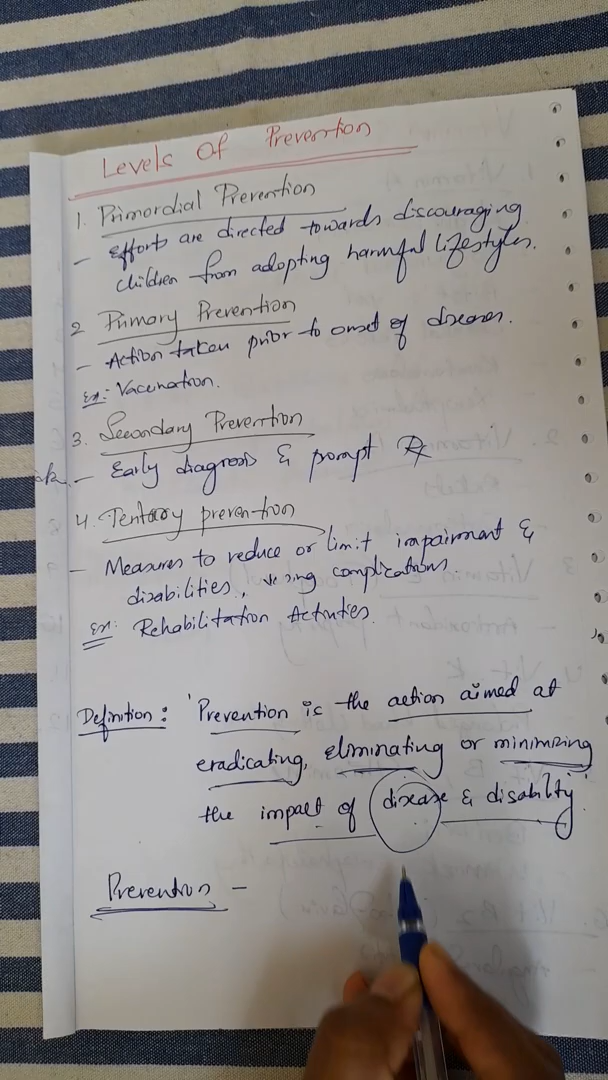 Levels Of Prevention
1. Primordial Prevention
- Efforts are directed towards discouraging
children from adopting harmful lifestyles.
2 Primary Prevention
- Action taken prior to onset of diseases.
Ex: Vaccination.
3. Secondary Prevention
- Early diagnosis & prompt Rx
4. Tertiary prevention
- Measures to reduce or limit impairment &
disabilities, ↓sing complications.
Ex: Rehabilitation Activities.
Definition: 'Prevention is the action aimed at
eradicating, eliminating or minimizing
the impact of disease & disability'
Prevention -